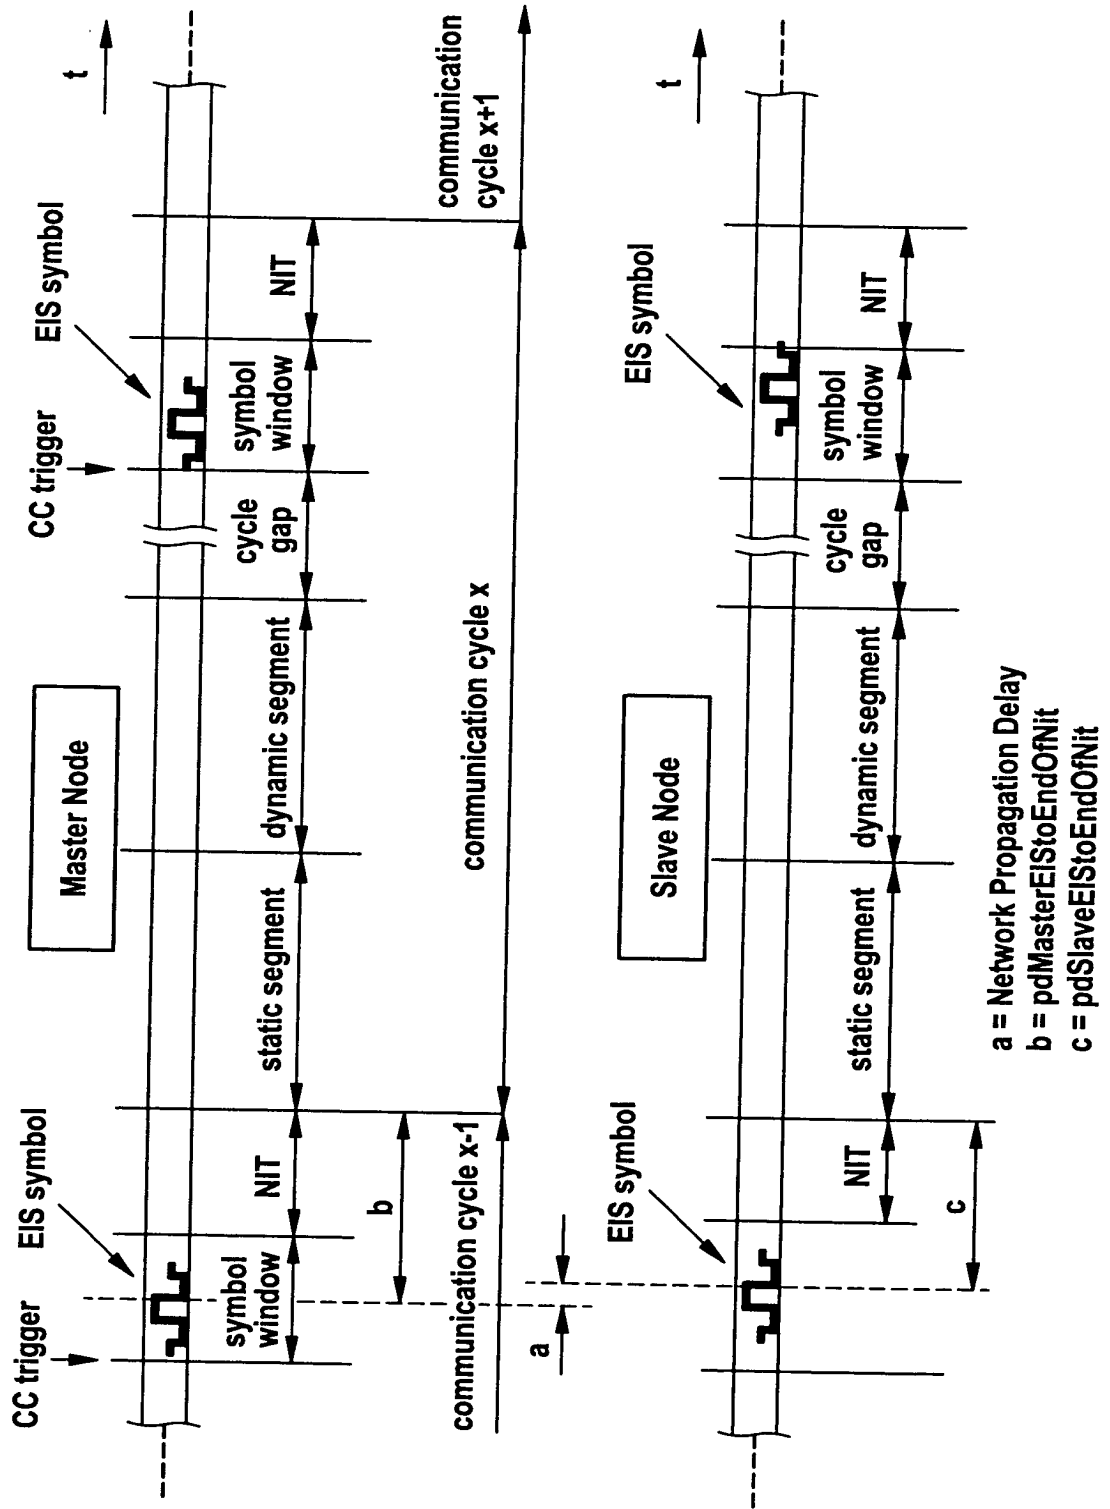 Master Node
t
CC trigger
EIS symbol
CC trigger
EIS symbol
symbol
window
NIT
static segment
dynamic segment
cycle
gap
symbol
window
NIT
b
communication cycle x-1
communication cycle x
communication
cycle x+1
a
Slave Node
t
EIS symbol
EIS symbol
NIT
static segment
dynamic segment
cycle
gap
symbol
window
NIT
c
a = Network Propagation Delay
b = pdMasterEIStoEndOfNit
c = pdSlaveEIStoEndOfNit